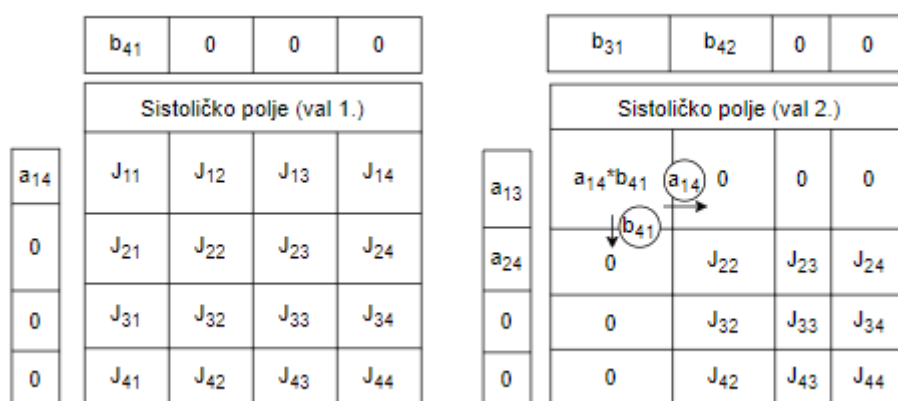 b41 0 0 0
Sistoličko polje (val 1.)
a14 J11 J12 J13 J14
0 J21 J22 J23 J24
0 J31 J32 J33 J34
0 J41 J42 J43 J44
b31 b42 0 0
Sistoličko polje (val 2.)
a13 a14*b41 a14 0 0 0
b41
a24 0 J22 J23 J24
0 0 J32 J33 J34
0 0 J42 J43 J44